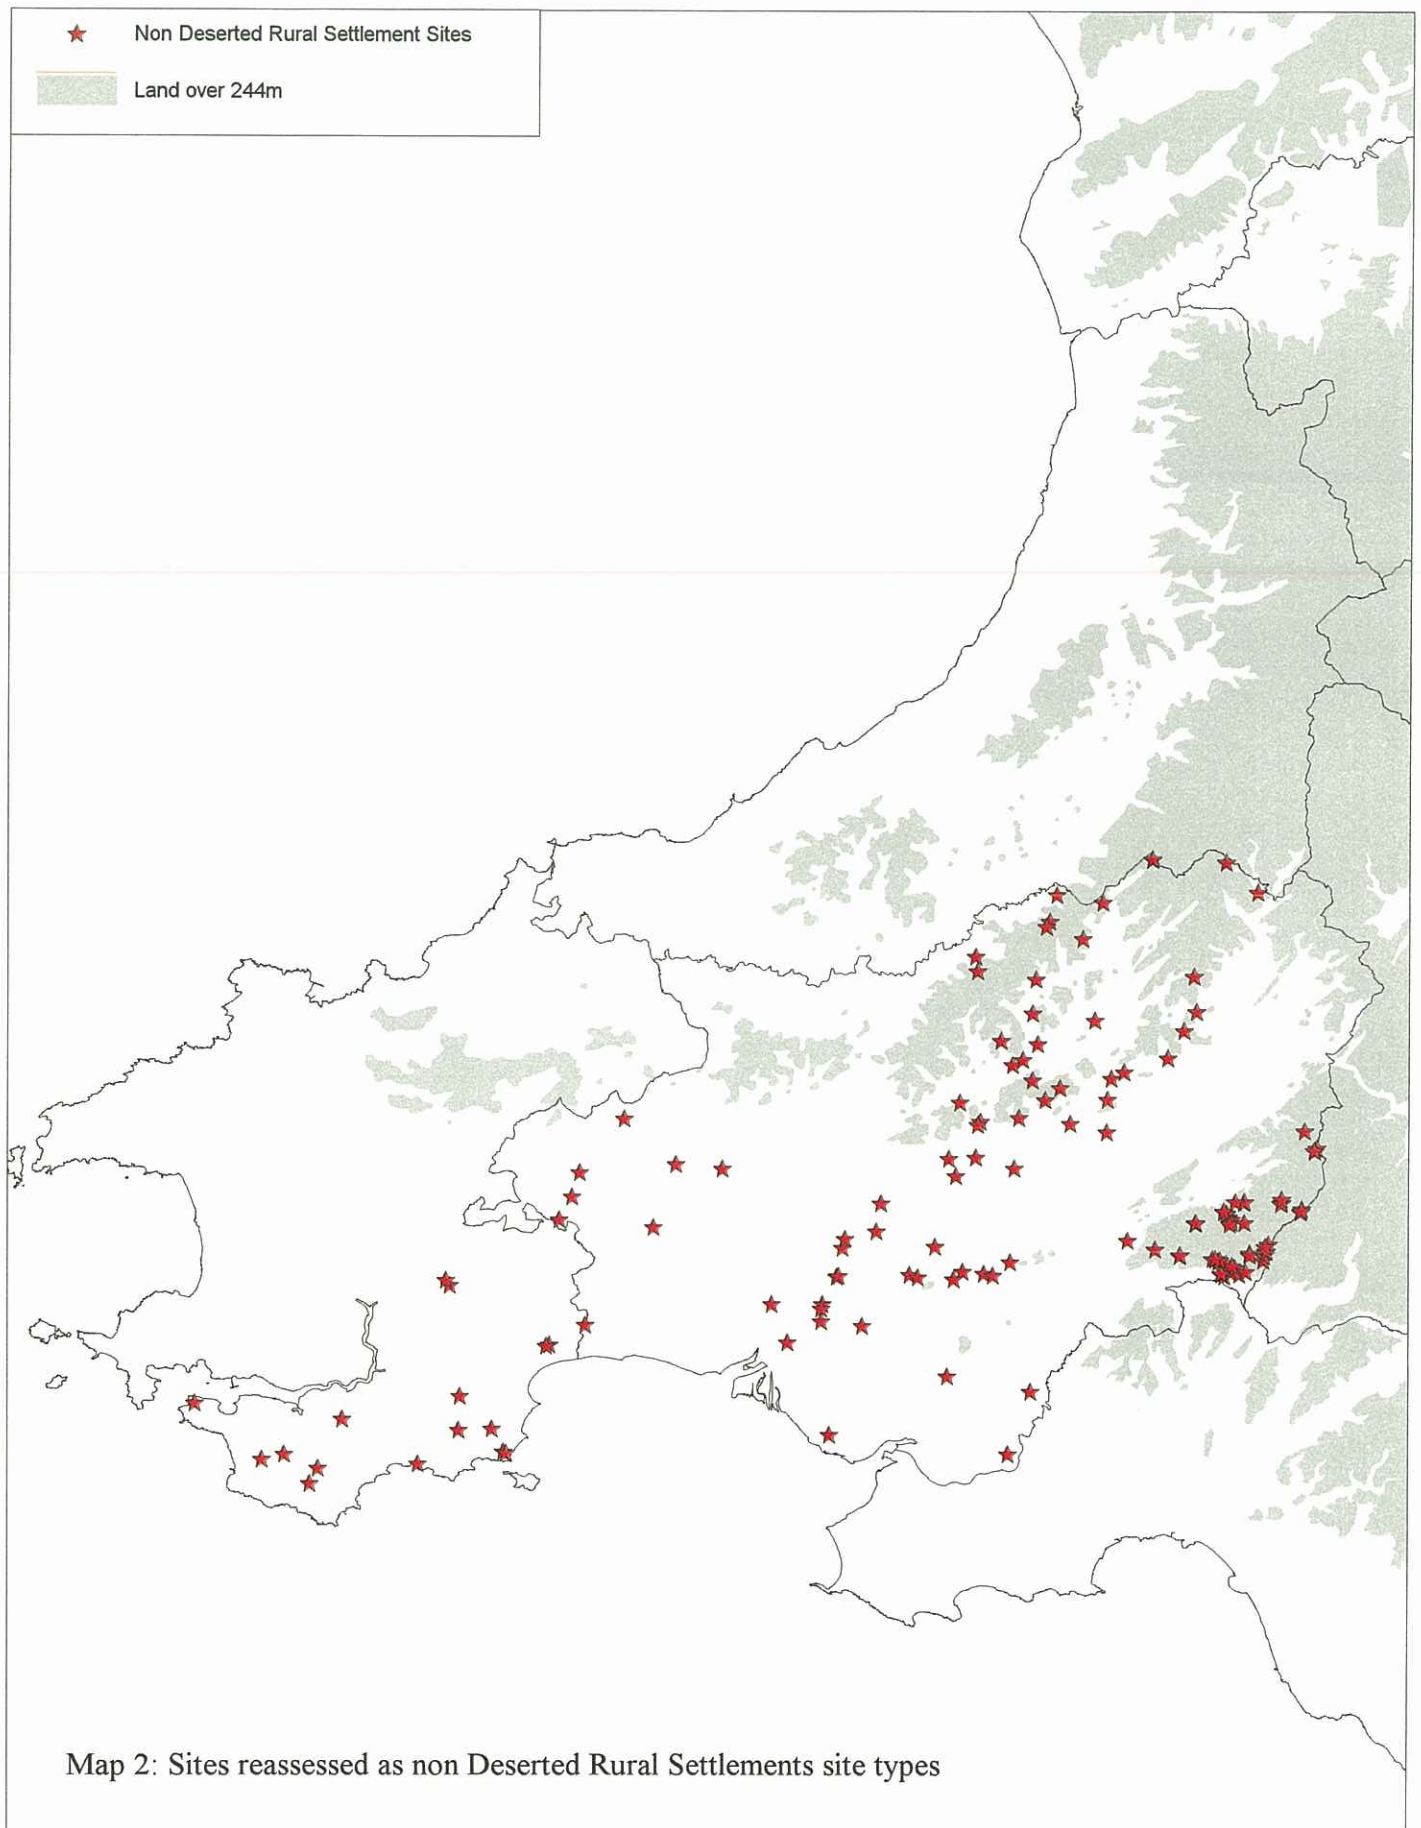 Non Deserted Rural Settlement Sites
Land over 244m
Map 2: Sites reassessed as non Deserted Rural Settlements site types